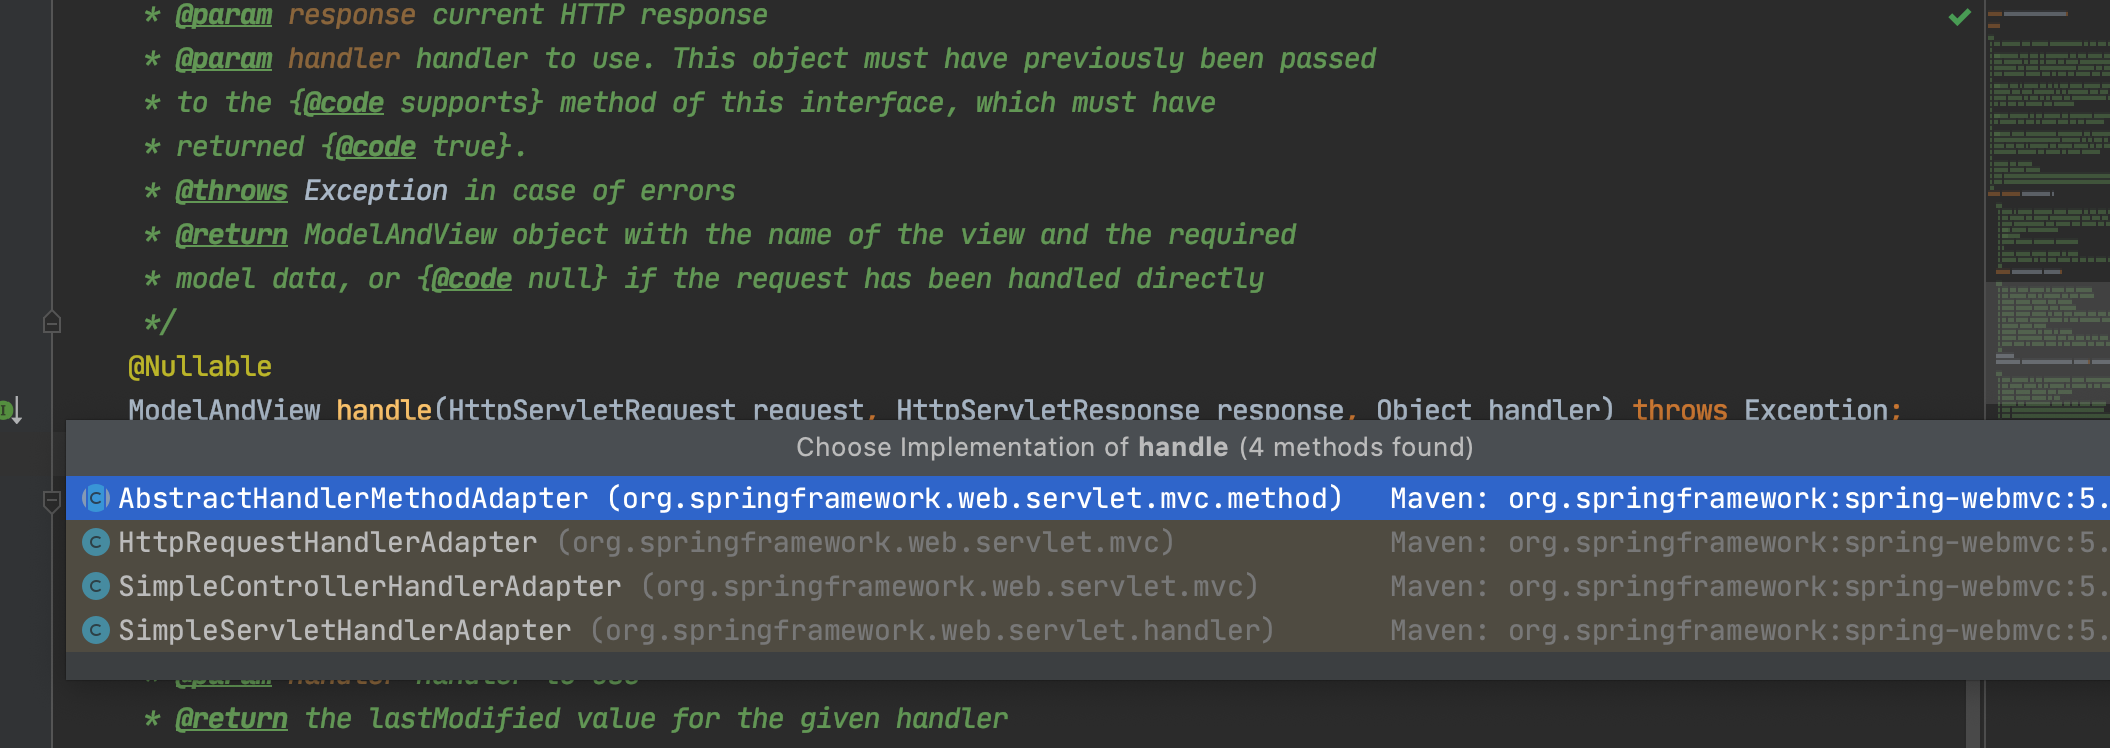 * @param response current HTTP response
* @param handler handler to use. This object must have previously been passed
* to the {@code supports} method of this interface, which must have
* returned {@code true}.
* @throws Exception in case of errors
* @return ModelAndView object with the name of the view and the required
* model data, or {@code null} if the request has been handled directly
*/
@Nullable
ModelAndView handle(HttpServletRequest request, HttpServletResponse response, Object handler) throws Exception;
Choose Implementation of handle (4 methods found)
AbstractHandlerMethodAdapter (org.springframework.web.servlet.mvc.method) Maven: org.springframework:spring-webmvc:5.
HttpRequestHandlerAdapter (org.springframework.web.servlet.mvc) Maven: org.springframework:spring-webmvc:5.
SimpleControllerHandlerAdapter (org.springframework.web.servlet.mvc) Maven: org.springframework:spring-webmvc:5.
SimpleServletHandlerAdapter (org.springframework.web.servlet.handler) Maven: org.springframework:spring-webmvc:5.
* @param handler handler to use
* @return the lastModified value for the given handler